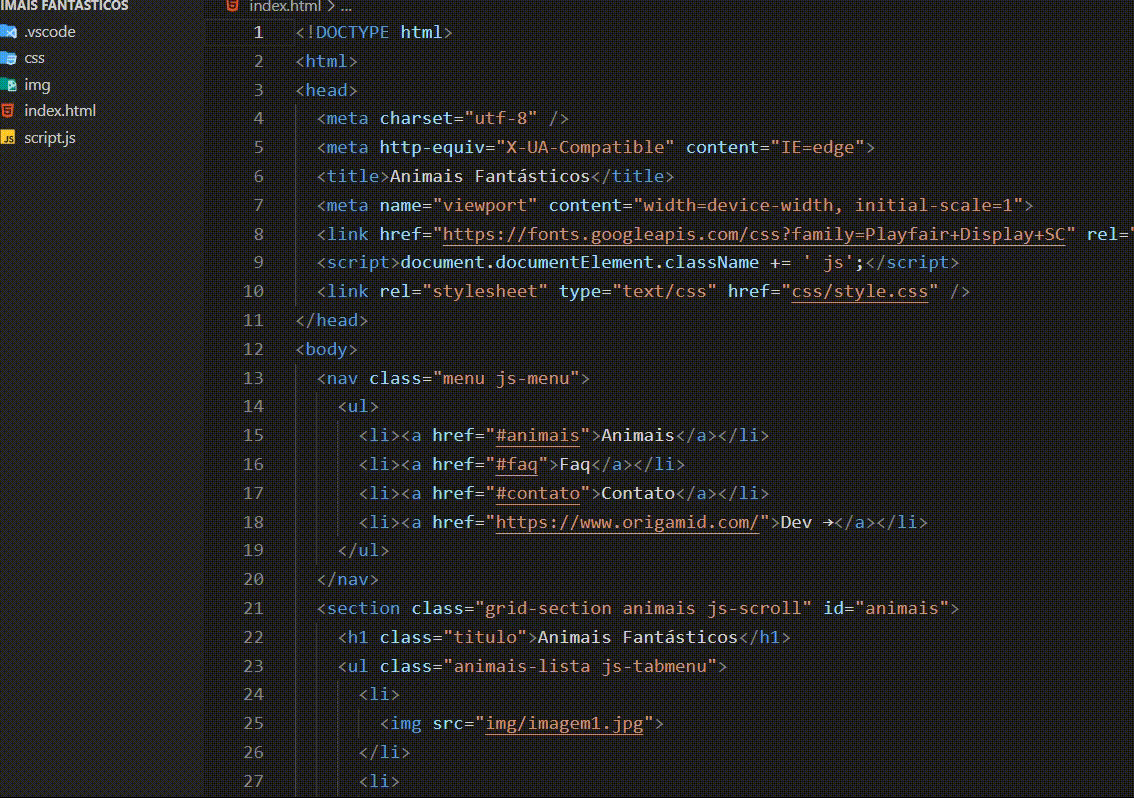 IMAIS FANTÁSTICOS
.vscode
css
img
index.html
script.js
index.html > ...
1 <!DOCTYPE html>
2 <html>
3 <head>
4 <meta charset="utf-8" />
5 <meta http-equiv="X-UA-Compatible" content="IE=edge">
6 <title>Animais Fantásticos</title>
7 <meta name="viewport" content="width=device-width, initial-scale=1">
8 <link href="https://fonts.googleapis.com/css?family=Playfair+Display+SC" rel="
9 <script>document.documentElement.className += ' js';</script>
10 <link rel="stylesheet" type="text/css" href="css/style.css" />
11 </head>
12 <body>
13 <nav class="menu js-menu">
14 <ul>
15 <li><a href="#animais">Animais</a></li>
16 <li><a href="#faq">Faq</a></li>
17 <li><a href="#contato">Contato</a></li>
18 <li><a href="https://www.origamid.com/">Dev →</a></li>
19 </ul>
20 </nav>
21 <section class="grid-section animais js-scroll" id="animais">
22 <h1 class="titulo">Animais Fantásticos</h1>
23 <ul class="animais-lista js-tabmenu">
24 <li>
25 <img src="img/imagem1.jpg">
26 </li>
27 <li>